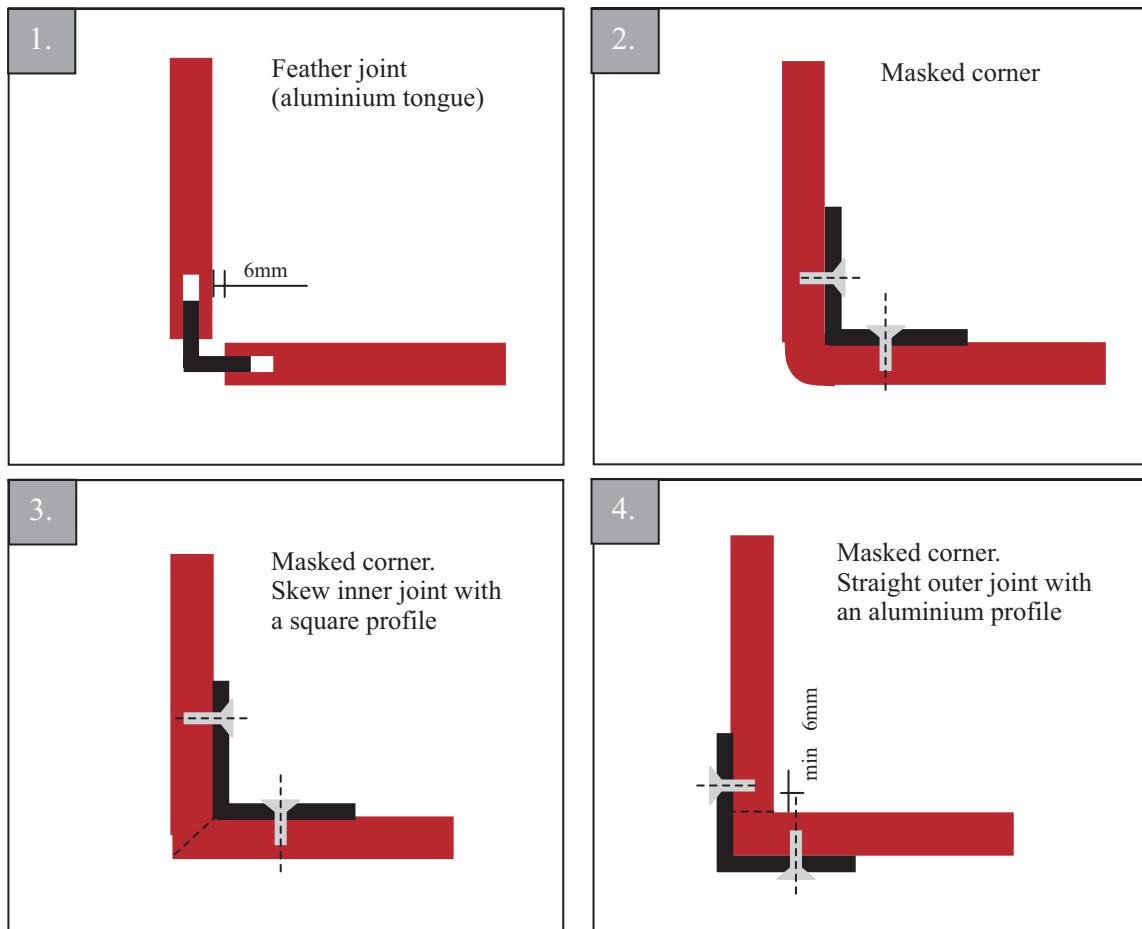 1.
Feather joint
(aluminium tongue)
6mm
2.
Masked corner
3.
Masked corner.
Skew inner joint with
a square profile
4.
Masked corner.
Straight outer joint with
an aluminium profile
min 6mm